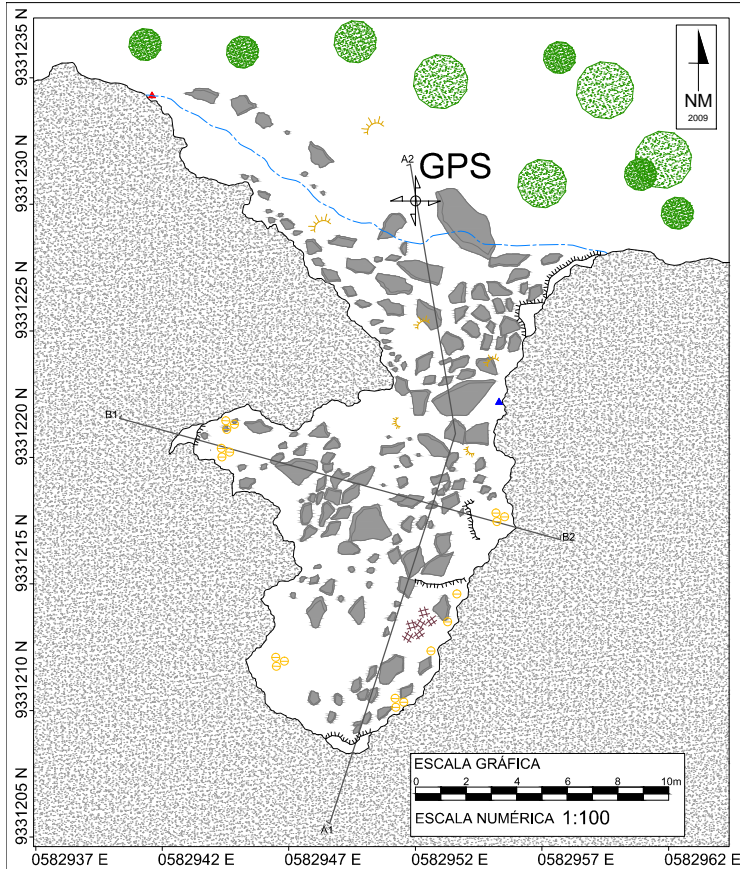 9331235 N
9331230 N
9331225 N
9331220 N
9331215 N
9331210 N
9331205 N
NM
2009
A2
GPS
B1
B2
A1
ESCALA GRÁFICA
0 2 4 6 8 10m
ESCALA NUMÉRICA 1:100
0582937 E 0582942 E 0582947 E 0582952 E 0582957 E 0582962 E